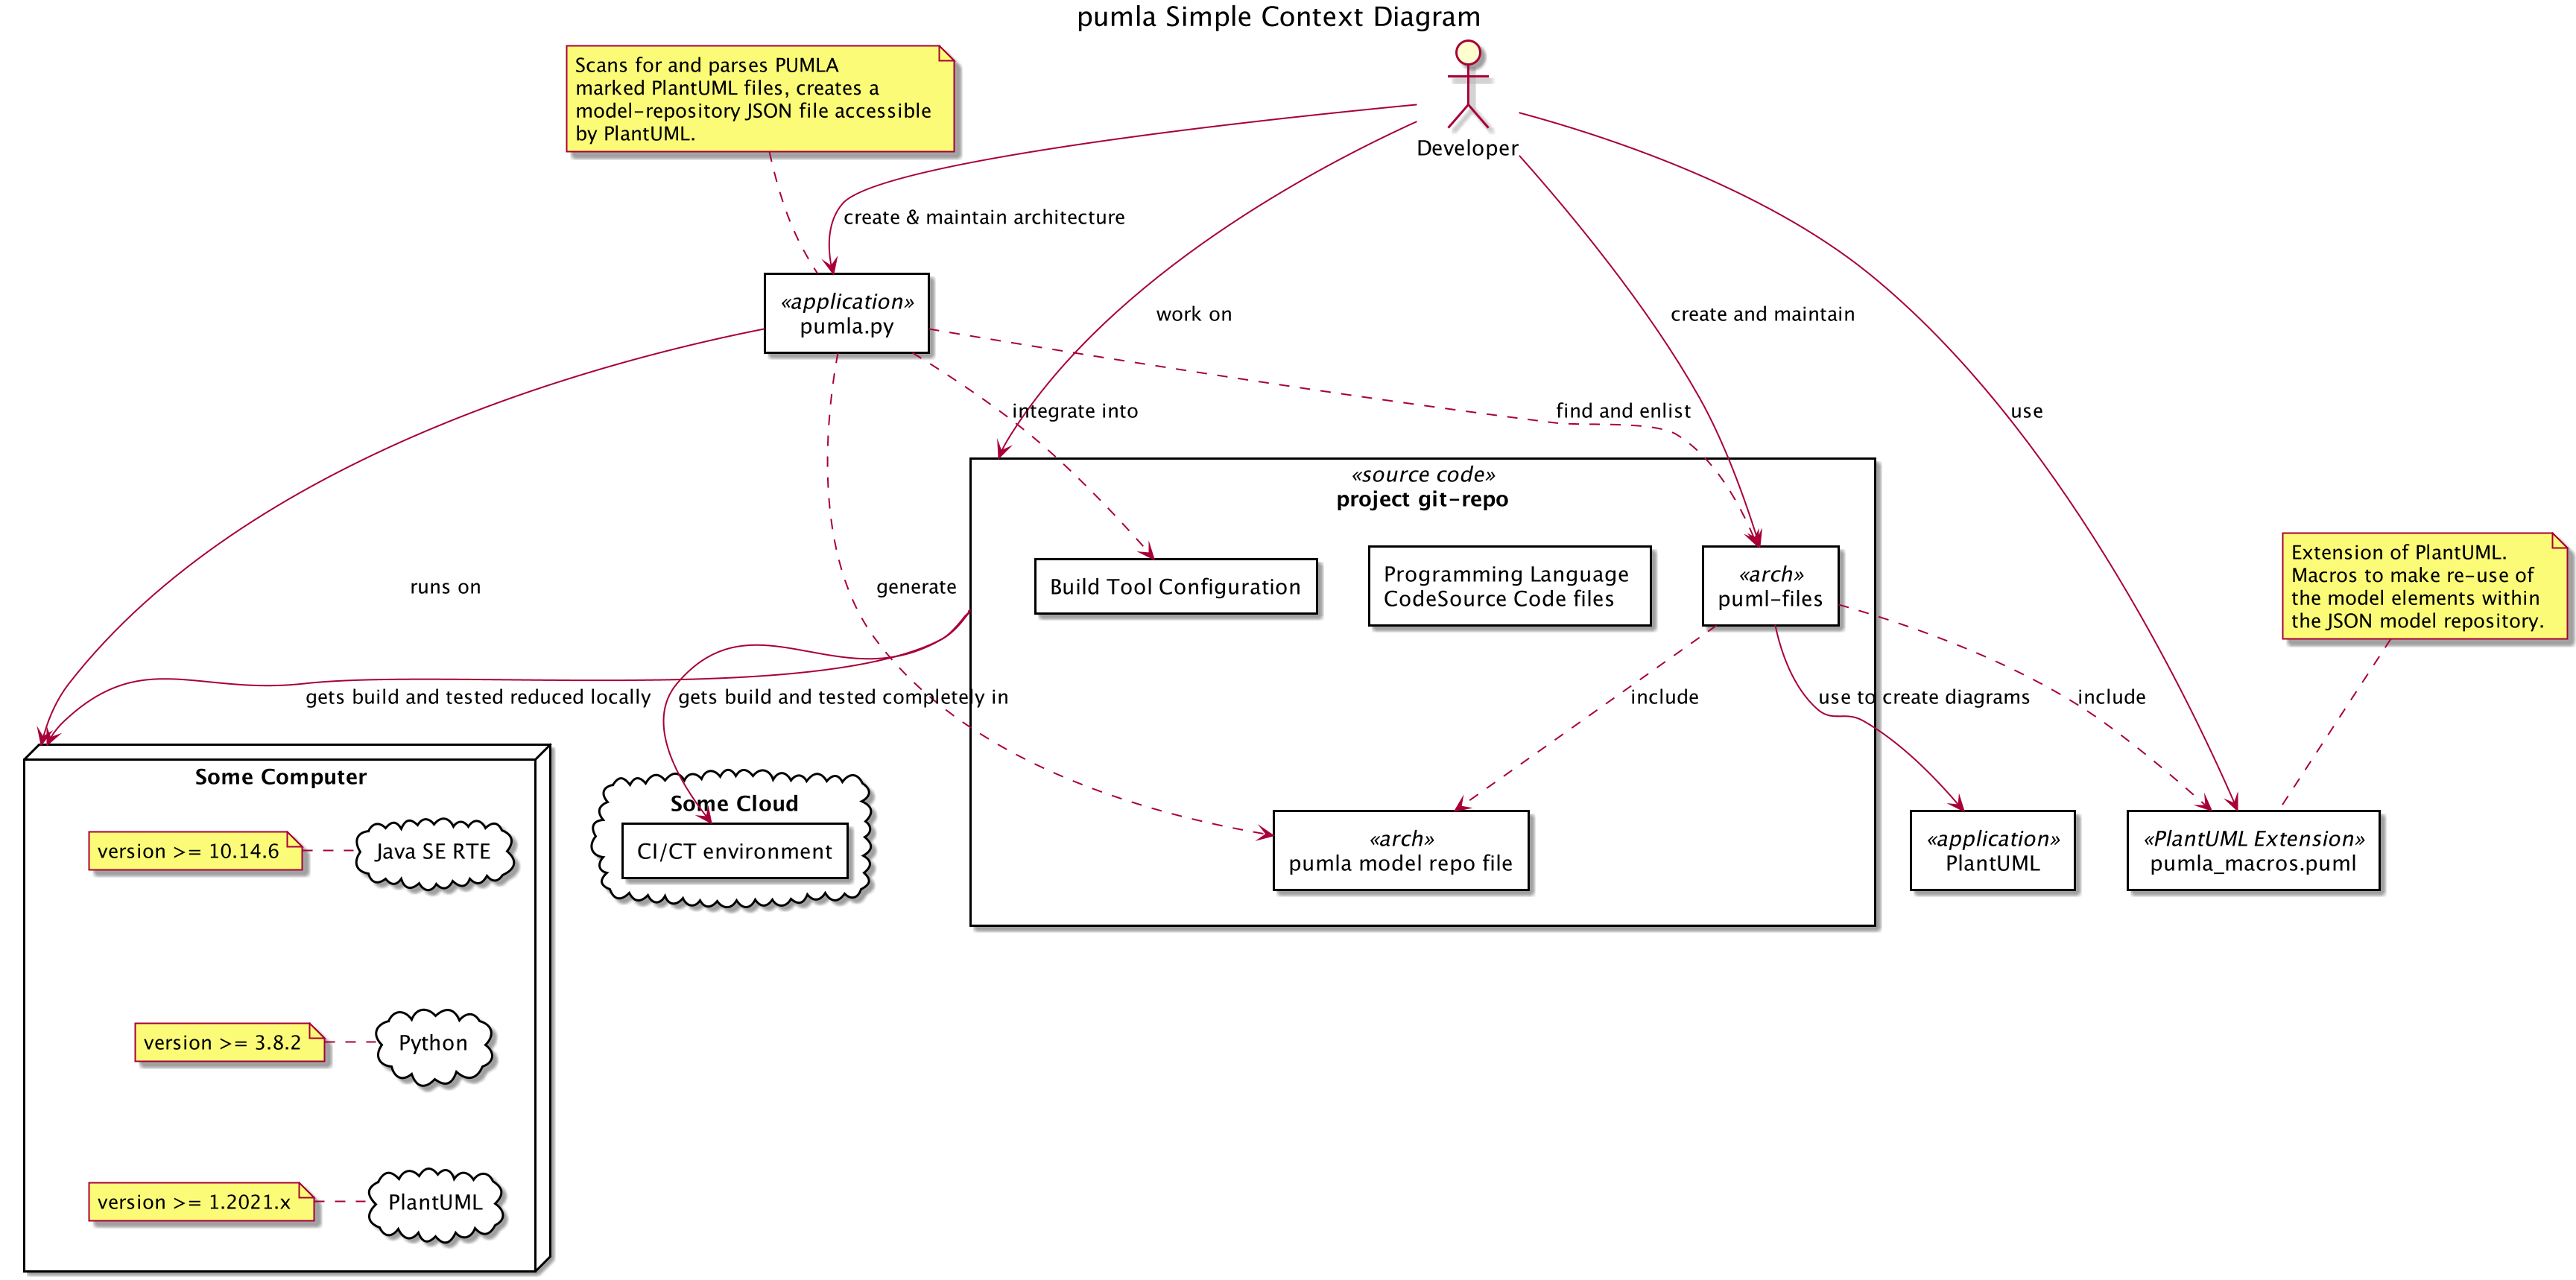 pumla Simple Context Diagram
Scans for and parses PUMLA
marked PlantUML files, creates a
model-repository JSON file accessible
by PlantUML.
Developer
create & maintain architecture
«application»
pumla.py
work on
create and maintain
integrate into
find and enlist
use
«source code»
project git-repo
Build Tool Configuration
Programming Language
CodeSource Code files
«arch»
puml-files
Extension of PlantUML.
Macros to make re-use of
the model elements within
the JSON model repository.
runs on
generate
gets build and tested reduced locally
gets build and tested completely in
include
use to create diagrams
include
Some Computer
version >= 10.14.6
Java SE RTE
version >= 3.8.2
Python
version >= 1.2021.x
PlantUML
Some Cloud
CI/CT environment
«arch»
pumla model repo file
«application»
PlantUML
«PlantUML Extension»
pumla_macros.puml